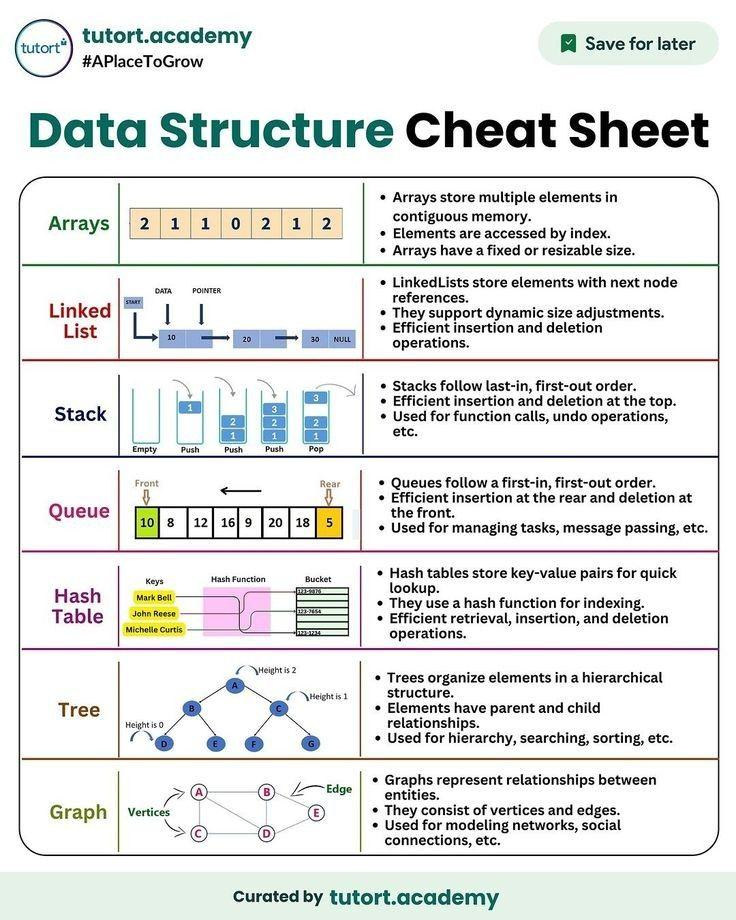 tutort
tutort.academy
#APlaceToGrow
Save for later
Data Structure Cheat Sheet
Arrays
2 1 1 0 2 1 2
• Arrays store multiple elements in
contiguous memory.
• Elements are accessed by index.
• Arrays have a fixed or resizable size.
Linked
List
DATA POINTER
START
10 20 30 NULL
• LinkedLists store elements with next node
references.
• They support dynamic size adjustments.
• Efficient insertion and deletion
operations.
Stack
1
2
1
3
2
1
3
2
1
Empty Push Push Push Pop
• Stacks follow last-in, first-out order.
• Efficient insertion and deletion at the top.
• Used for function calls, undo operations,
etc.
Queue
Front Rear
10 8 12 16 9 20 18 5
• Queues follow a first-in, first-out order.
• Efficient insertion at the rear and deletion at
the front.
• Used for managing tasks, message passing, etc.
Hash
Table
Keys Hash Function Bucket
Mark Bell
John Reese
Michelle Curtis
123-9876
123-7654
123-1234
• Hash tables store key-value pairs for quick
lookup.
• They use a hash function for indexing.
• Efficient retrieval, insertion, and deletion
operations.
Tree
Height is 2
A
Height is 1
B C
Height is 0
D E F G
• Trees organize elements in a hierarchical
structure.
• Elements have parent and child
relationships.
• Used for hierarchy, searching, sorting, etc.
Graph
Vertices
A B
Edge
E
C D
• Graphs represent relationships between
entities.
• They consist of vertices and edges.
• Used for modeling networks, social
connections, etc.
Curated by tutort.academy